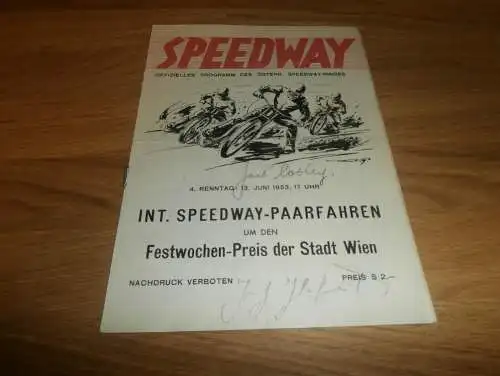 SPEEDWAY
OFFIZIELLES PROGRAMM DES ÖSTERR. SPEEDWAY-RINGES
4. RENNTAG: 13. JUNI 1953, 17 UHR
INT. SPEEDWAY-PAARFAHREN
UM DEN
Festwochen-Preis der Stadt Wien
NACHDRUCK VERBOTEN PREIS S 2.—